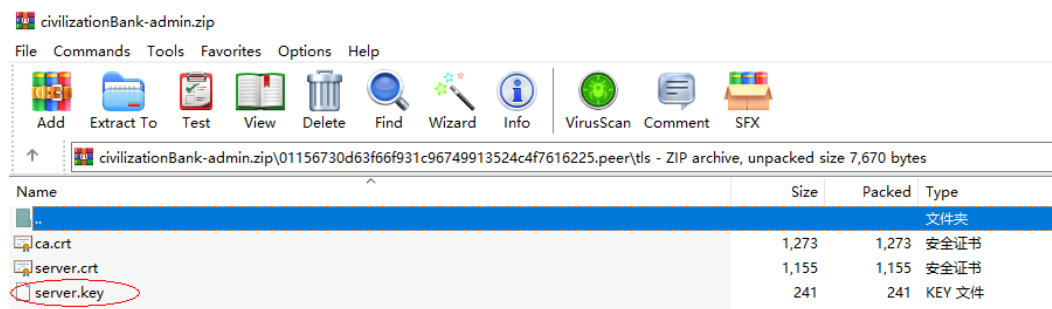 civilizationBank-admin.zip
File Commands Tools Favorites Options Help
Add Extract To Test View Delete Find Wizard Info VirusScan Comment SFX
civilizationBank-admin.zip\01156730d63f66f931c96749913524c4f7616225.peer\tls - ZIP archive, unpacked size 7,670 bytes
Name Size Packed Type
.. 文件夹
ca.crt 1,273 1,273 安全证书
server.crt 1,155 1,155 安全证书
server.key 241 241 KEY 文件